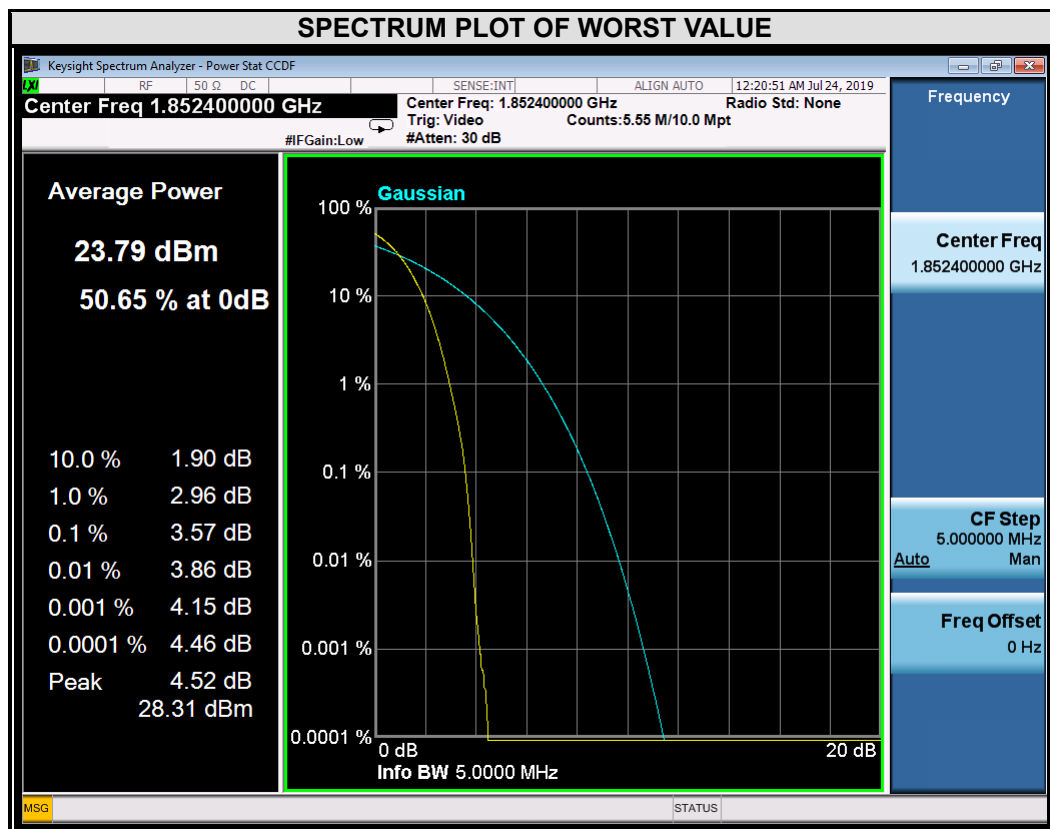 SPECTRUM PLOT OF WORST VALUE
Keysight Spectrum Analyzer - Power Stat CCDF
LXI RF 50 Ω DC SENSE:INT ALIGN AUTO 12:20:51 AM Jul 24, 2019
Center Freq 1.852400000 GHz
Center Freq: 1.852400000 GHz Radio Std: None
Trig: Video Counts:5.55 M/10.0 Mpt
#IFGain:Low #Atten: 30 dB
Frequency
Average Power
23.79 dBm
50.65 % at 0dB
10.0 % 1.90 dB
1.0 % 2.96 dB
0.1 % 3.57 dB
0.01 % 3.86 dB
0.001 % 4.15 dB
0.0001 % 4.46 dB
Peak 4.52 dB
28.31 dBm
Gaussian
100 %
10 %
1 %
0.1 %
0.01 %
0.001 %
0.0001 %
0 dB 20 dB
Info BW 5.0000 MHz
Center Freq
1.852400000 GHz
CF Step
5.000000 MHz
Auto Man
Freq Offset
0 Hz
MSG STATUS